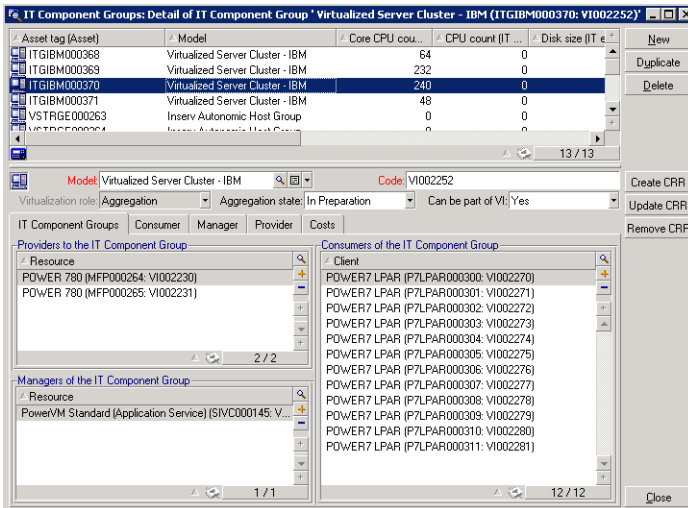 IT Component Groups: Detail of IT Component Group ' Virtualized Server Cluster - IBM (ITGIBM000370: VI002252)'
Asset tag (Asset) Model Core CPU cou... CPU count (IT ... Disk size (IT e
ITGIBM000368 Virtualized Server Cluster - IBM 64 0
ITGIBM000369 Virtualized Server Cluster - IBM 232 0
ITGIBM000370 Virtualized Server Cluster - IBM 240 0
ITGIBM000371 Virtualized Server Cluster - IBM 48 0
VSTRGE000263 Inserv Autonomic Host Group 0 0
VSTRGE000264 Inserv Autonomic Host Group 0 0
13 / 13
New
Duplicate
Delete
Model: Virtualized Server Cluster - IBM Code: VI002252
Virtualization role: Aggregation Aggregation state: In Preparation Can be part of VI: Yes
Create CRR
Update CRR
Remove CRR
IT Component Groups Consumer Manager Provider Costs
Providers to the IT Component Group
Resource
POWER 780 (MFP000264: VI002230)
POWER 780 (MFP000265: VI002231)
2 / 2
Managers of the IT Component Group
Resource
PowerVM Standard (Application Service) (SIVC000145: V...
1 / 1
Consumers of the IT Component Group
Client
POWER7 LPAR (P7LPAR000300: VI002270)
POWER7 LPAR (P7LPAR000301: VI002271)
POWER7 LPAR (P7LPAR000302: VI002272)
POWER7 LPAR (P7LPAR000303: VI002273)
POWER7 LPAR (P7LPAR000304: VI002274)
POWER7 LPAR (P7LPAR000305: VI002275)
POWER7 LPAR (P7LPAR000306: VI002276)
POWER7 LPAR (P7LPAR000307: VI002277)
POWER7 LPAR (P7LPAR000308: VI002278)
POWER7 LPAR (P7LPAR000309: VI002279)
POWER7 LPAR (P7LPAR000310: VI002280)
POWER7 LPAR (P7LPAR000311: VI002281)
12 / 12
Close